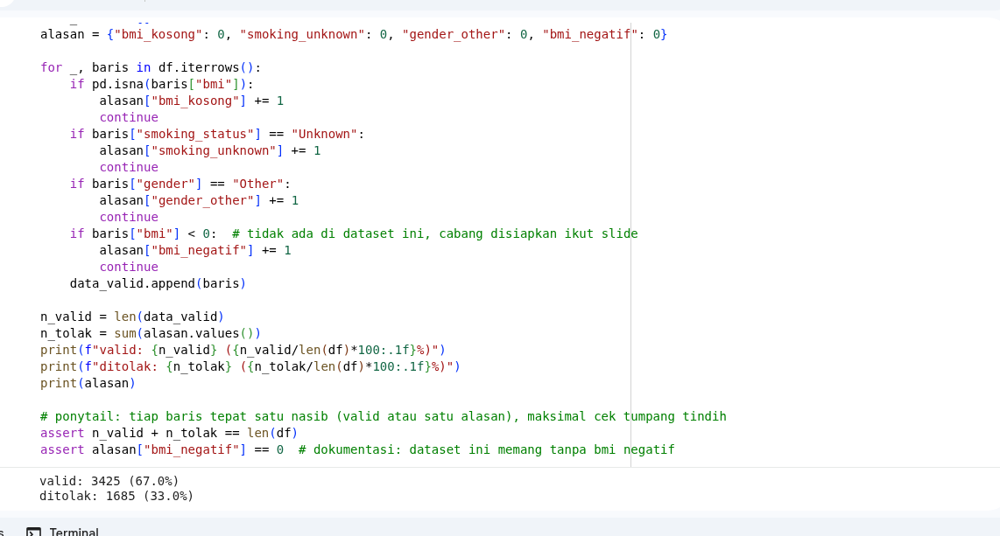 alasan = {"bmi_kosong": 0, "smoking_unknown": 0, "gender_other": 0, "bmi_negatif": 0}

for _, baris in df.iterrows():
    if pd.isna(baris["bmi"]):
        alasan["bmi_kosong"] += 1
        continue
    if baris["smoking_status"] == "Unknown":
        alasan["smoking_unknown"] += 1
        continue
    if baris["gender"] == "Other":
        alasan["gender_other"] += 1
        continue
    if baris["bmi"] < 0:  # tidak ada di dataset ini, cabang disiapkan ikut slide
        alasan["bmi_negatif"] += 1
        continue
    data_valid.append(baris)

n_valid = len(data_valid)
n_tolak = sum(alasan.values())
print(f"valid: {n_valid} ({n_valid/len(df)*100:.1f}%)")
print(f"ditolak: {n_tolak} ({n_tolak/len(df)*100:.1f}%)")
print(alasan)

# ponytail: tiap baris tepat satu nasib (valid atau satu alasan), maksimal cek tumpang tindih
assert n_valid + n_tolak == len(df)
assert alasan["bmi_negatif"] == 0  # dokumentasi: dataset ini memang tanpa bmi negatif
valid: 3425 (67.0%)
ditolak: 1685 (33.0%)
Terminal